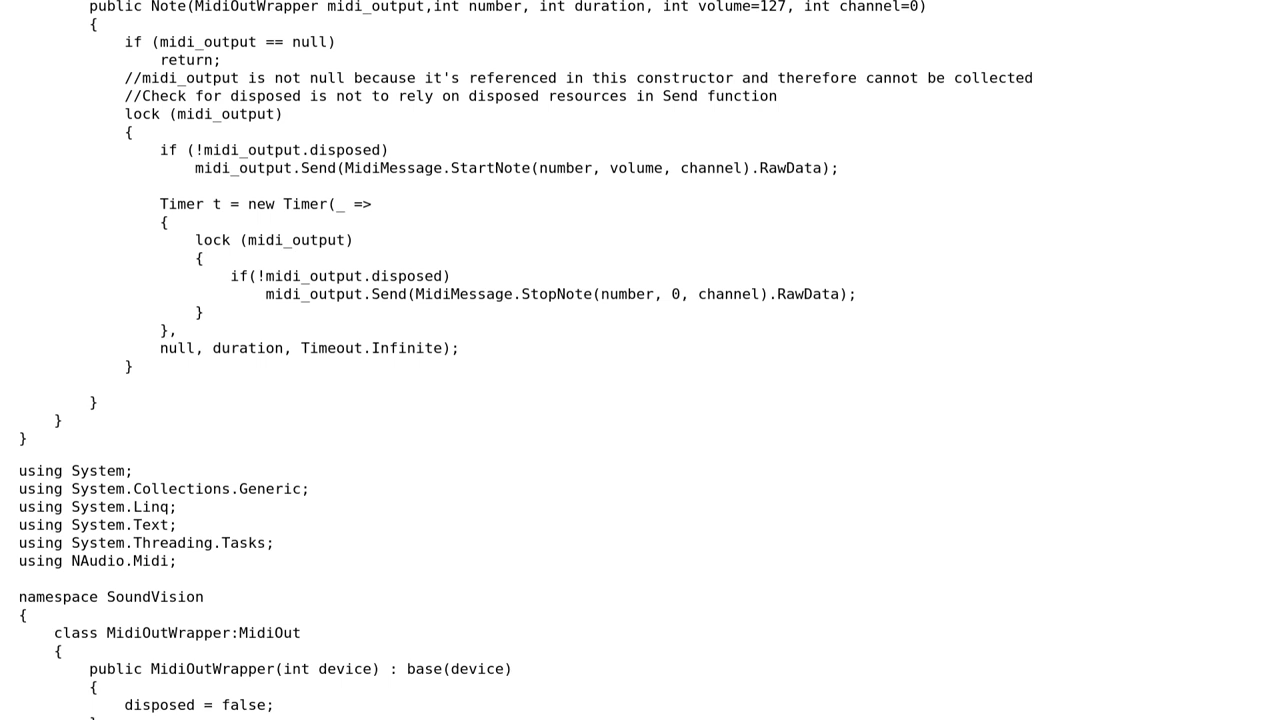 public Note(MidiOutWrapper midi_output,int number, int duration, int volume=127, int channel=0)
{
if (midi_output == null)
return;
//midi_output is not null because it's referenced in this constructor and therefore cannot be collected
//Check for disposed is not to rely on disposed resources in Send function
lock (midi_output)
{
if (!midi_output.disposed)
midi_output.Send(MidiMessage.StartNote(number, volume, channel).RawData);
Timer t = new Timer(_ =>
{
lock (midi_output)
{
if(!midi_output.disposed)
midi_output.Send(MidiMessage.StopNote(number, 0, channel).RawData);
}
},
null, duration, Timeout.Infinite);
}
}
}
}
using System;
using System.Collections.Generic;
using System.Linq;
using System.Text;
using System.Threading.Tasks;
using NAudio.Midi;
namespace SoundVision
{
class MidiOutWrapper:MidiOut
{
public MidiOutWrapper(int device) : base(device)
{
disposed = false;
}